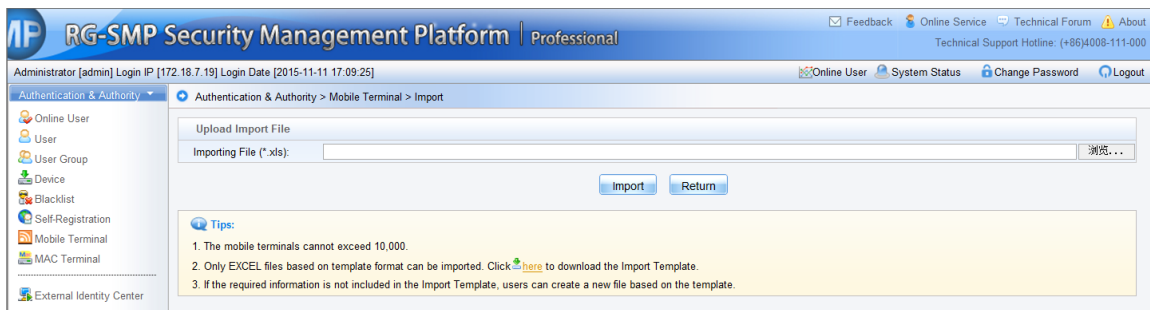 MP RG-SMP Security Management Platform | Professional
Feedback Online Service Technical Forum About
Technical Support Hotline: (+86)4008-111-000
Administrator [admin] Login IP [172.18.7.19] Login Date [2015-11-11 17:09:25]
Online User System Status Change Password Logout
Authentication & Authority
Authentication & Authority > Mobile Terminal > Import
Online User
User
User Group
Device
Blacklist
Self-Registration
Mobile Terminal
MAC Terminal
External Identity Center
Upload Import File
Importing File (*.xls):
浏览...
Import Return
Tips:
1. The mobile terminals cannot exceed 10,000.
2. Only EXCEL files based on template format can be imported. Click here to download the Import Template.
3. If the required information is not included in the Import Template, users can create a new file based on the template.